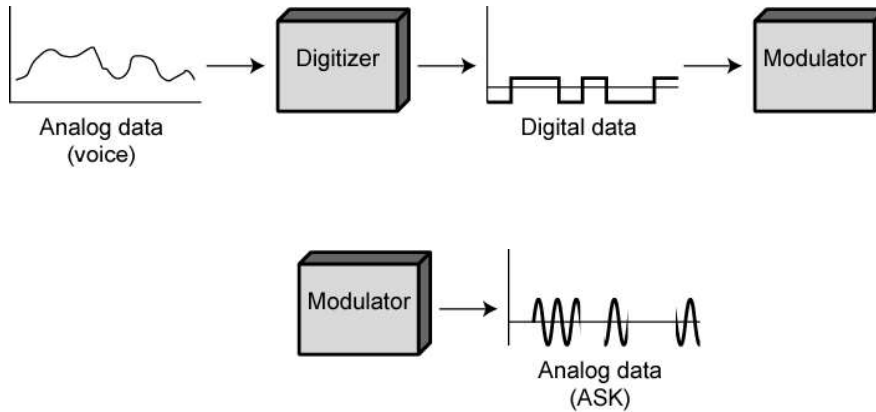 Digitizer
Modulator
Analog data
(voice)
Digital data
Modulator
Analog data
(ASK)